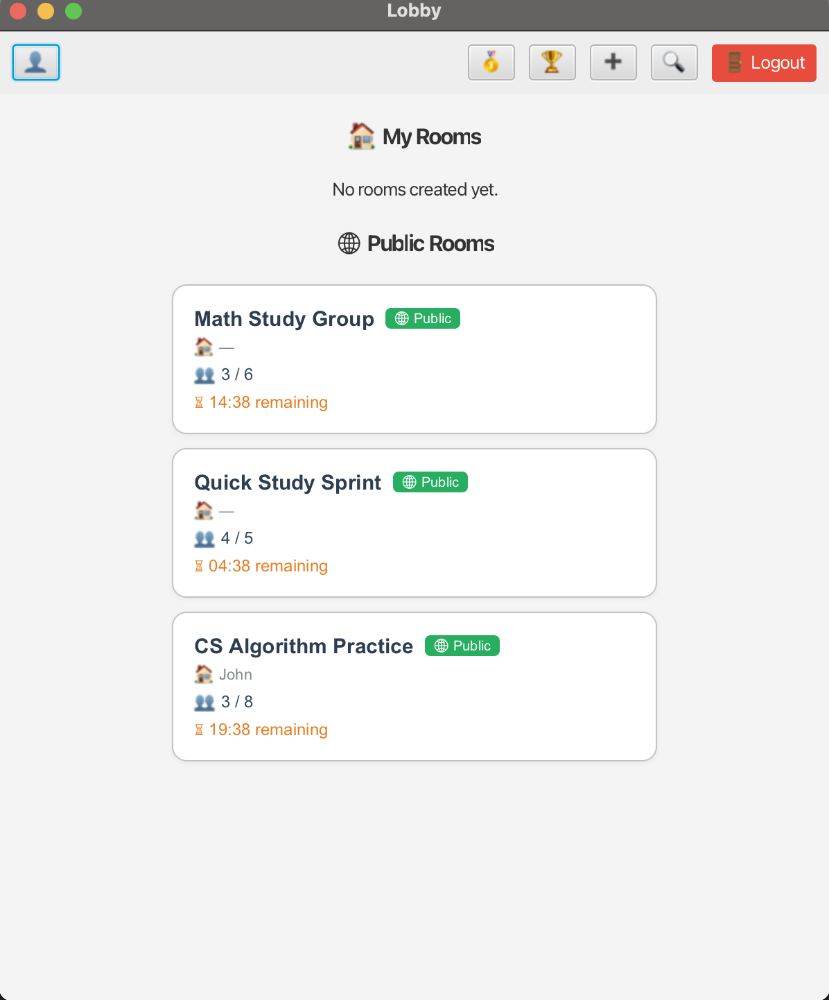 Lobby
Logout
My Rooms
No rooms created yet.
Public Rooms
Math Study Group Public
—
3 / 6
14:38 remaining
Quick Study Sprint Public
—
4 / 5
04:38 remaining
CS Algorithm Practice Public
John
3 / 8
19:38 remaining